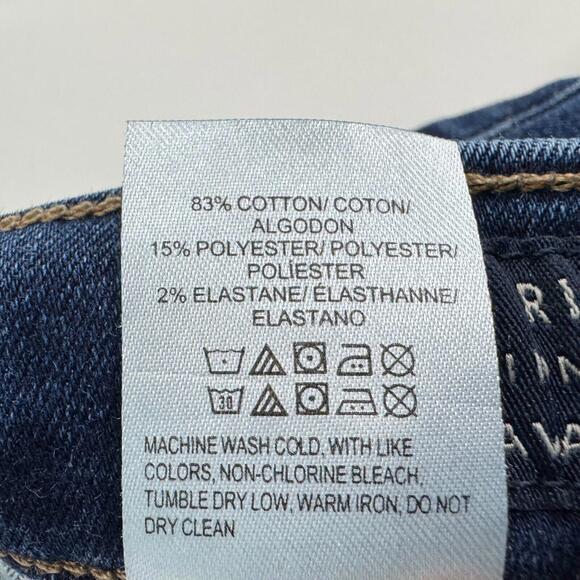 83% COTTON/ COTON/
ALGODON
15% POLYESTER/ POLYESTER/
POLÍESTER
2% ELASTANE/ ÉLASTHANNE/
ELASTANO
30
MACHINE WASH COLD, WITH LIKE
COLORS, NON-CHLORINE BLEACH,
TUMBLE DRY LOW, WARM IRON, DO NOT
DRY CLEAN